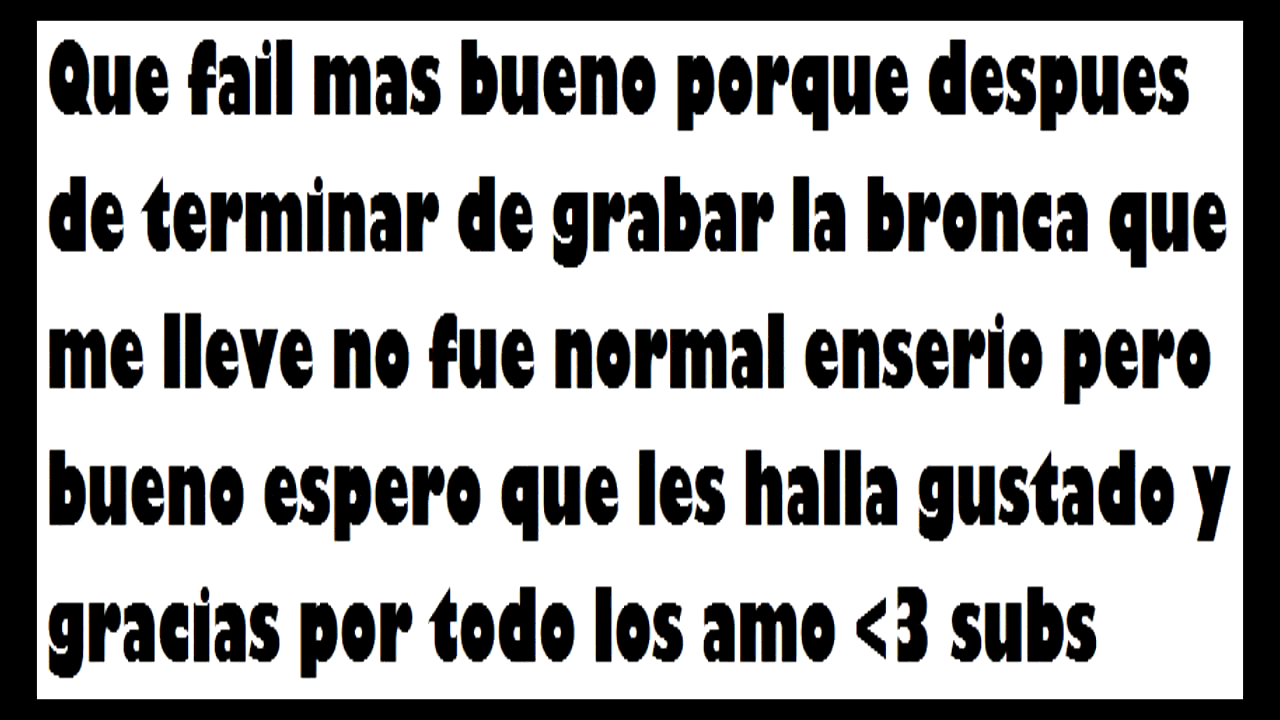 Que fail mas bueno porque despues
de terminar de grabar la bronca que
me lleve no fue normal enserio pero
bueno espero que les halla gustado y
gracias por todo los amo <3 subs